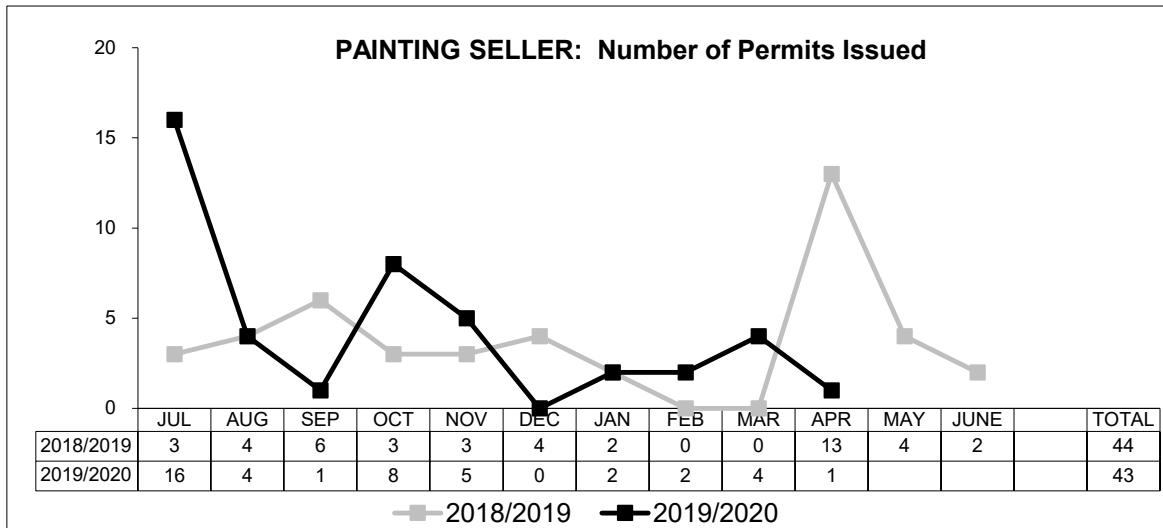 PAINTING SELLER: Number of Permits Issued
20
15
10
5
0
JUL AUG SEP OCT NOV DEC JAN FEB MAR APR MAY JUNE TOTAL
2018/2019 3 4 6 3 3 4 2 0 0 13 4 2 44
2019/2020 16 4 1 8 5 0 2 2 4 1 43
2018/2019 2019/2020